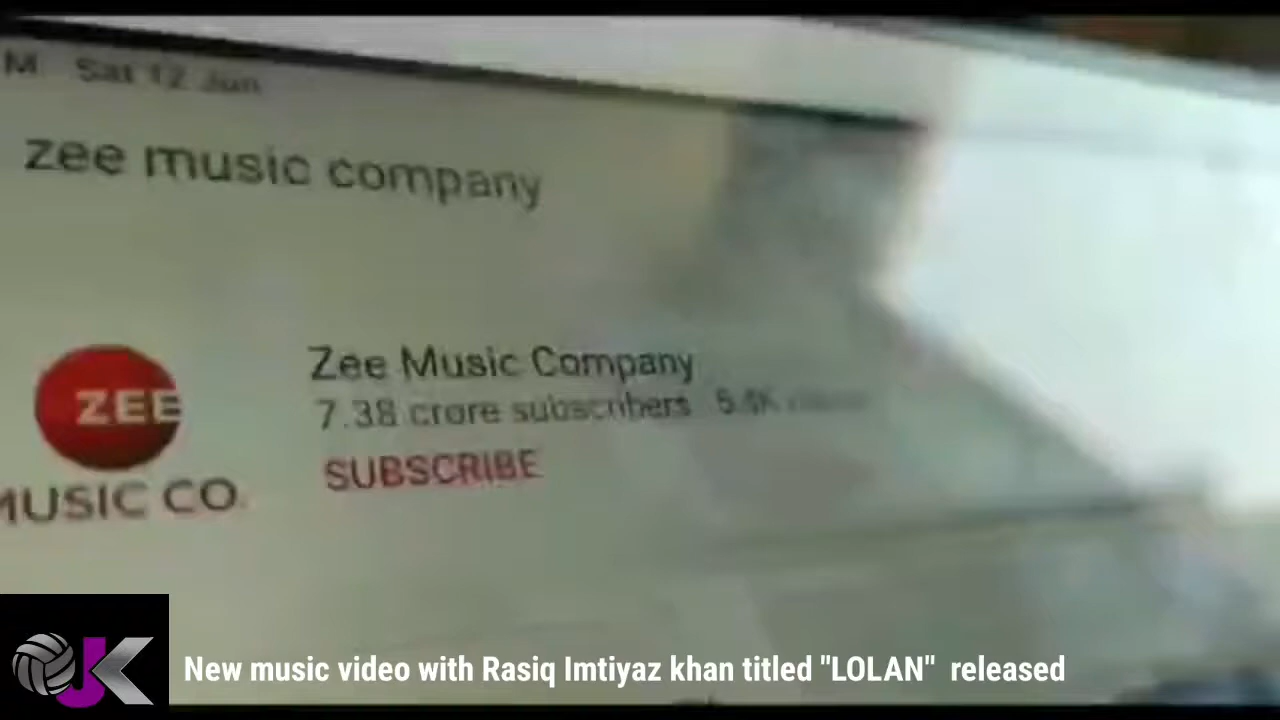 M Sat 12 Jun
zee music company
ZEE
MUSIC CO.
Zee Music Company
7.38 crore subscribers
SUBSCRIBE
JK
New music video with Rasiq Imtiyaz khan titled "LOLAN" released